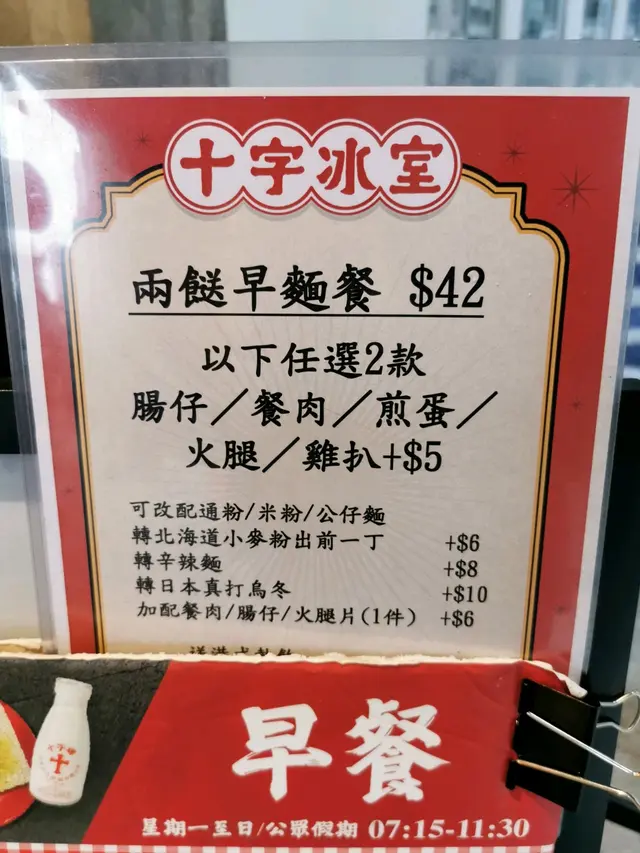 十字冰室
兩餸早麵餐 $42
以下任選2款
腸仔／餐肉／煎蛋／
火腿／雞扒+$5
可改配通粉/米粉/公仔麵
轉北海道小麥粉出前一丁 +$6
轉辛辣麵 +$8
轉日本真打烏冬 +$10
加配餐肉/腸仔/火腿片(1件) +$6
早餐
星期一至日/公眾假期 07:15-11:30